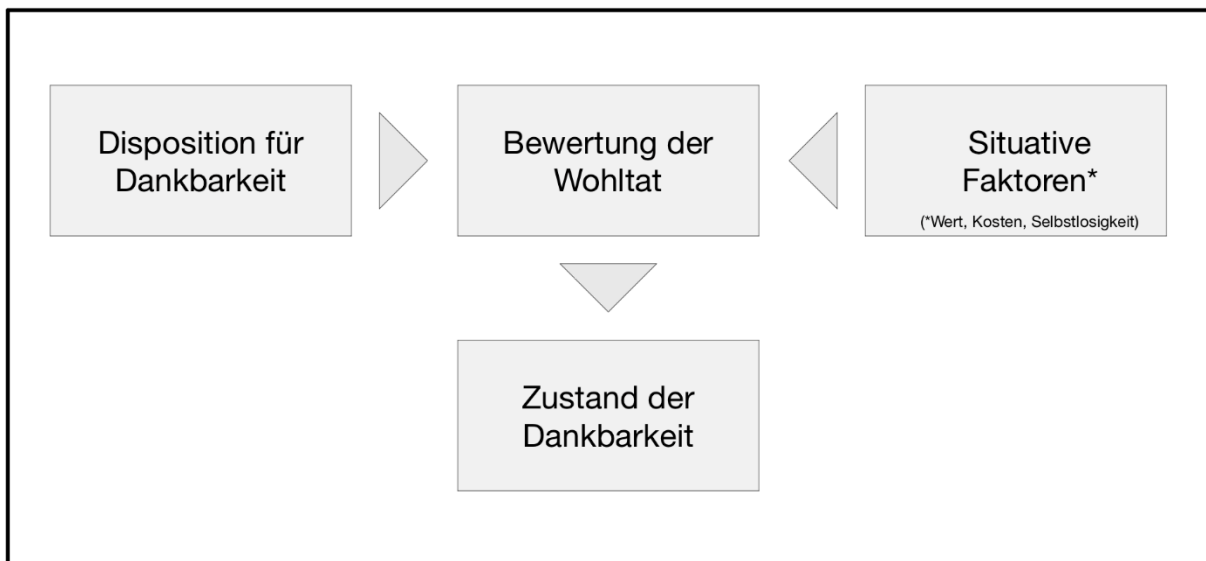 Disposition für
Dankbarkeit
Bewertung der
Wohltat
Situative
Faktoren*
(*Wert, Kosten, Selbstlosigkeit)
Zustand der
Dankbarkeit